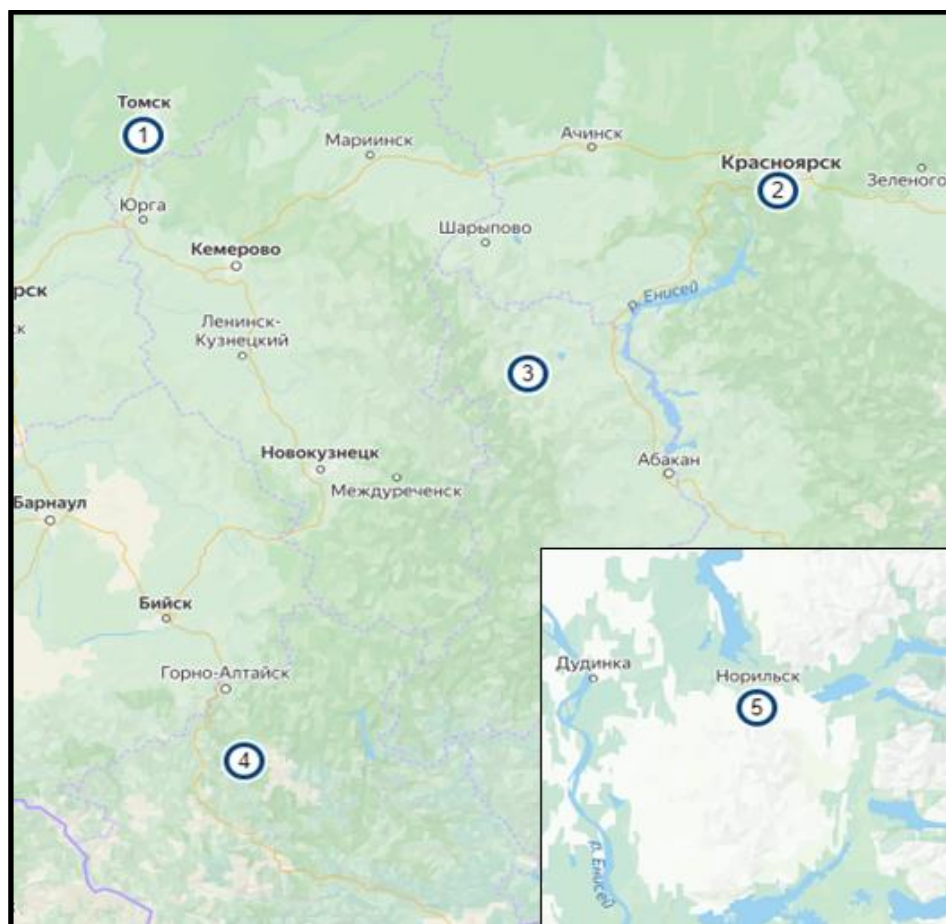 Томск
1
Мариинск
Ачинск
Красноярск
2
Зеленого
Юрга
Шарыпово
Кемерово
рск
ск
р. Енисей
Ленинск-
Кузнецкий
3
Новокузнецк
Междуреченск
Абакан
Барнаул
Бийск
Горно-Алтайск
4
Дудинка
Норильск
5
р. Енисей